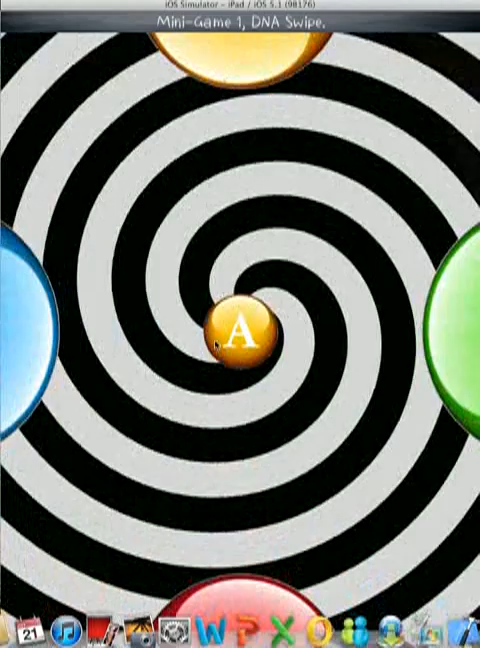 iOS Simulator - iPad / iOS 5.1 (9B176)
Mini-Game 1, DNA Swipe.
A
21
W P X O